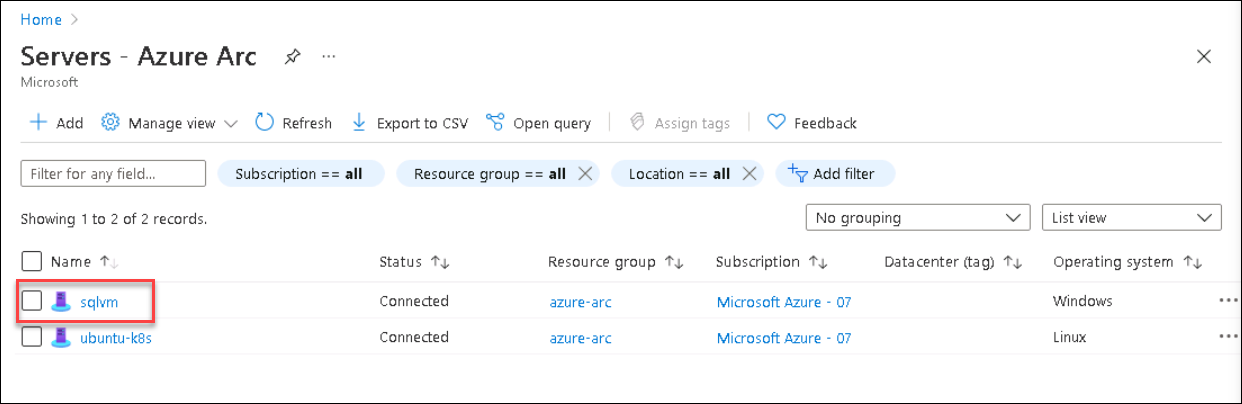 Home >
Servers - Azure Arc ...
Microsoft
Add Manage view Refresh Export to CSV Open query Assign tags Feedback
Filter for any field... Subscription == all Resource group == all Location == all Add filter
Showing 1 to 2 of 2 records. No grouping List view
Name Status Resource group Subscription Datacenter (tag) Operating system
sqlvm Connected azure-arc Microsoft Azure - 07 Windows ...
ubuntu-k8s Connected azure-arc Microsoft Azure - 07 Linux ...